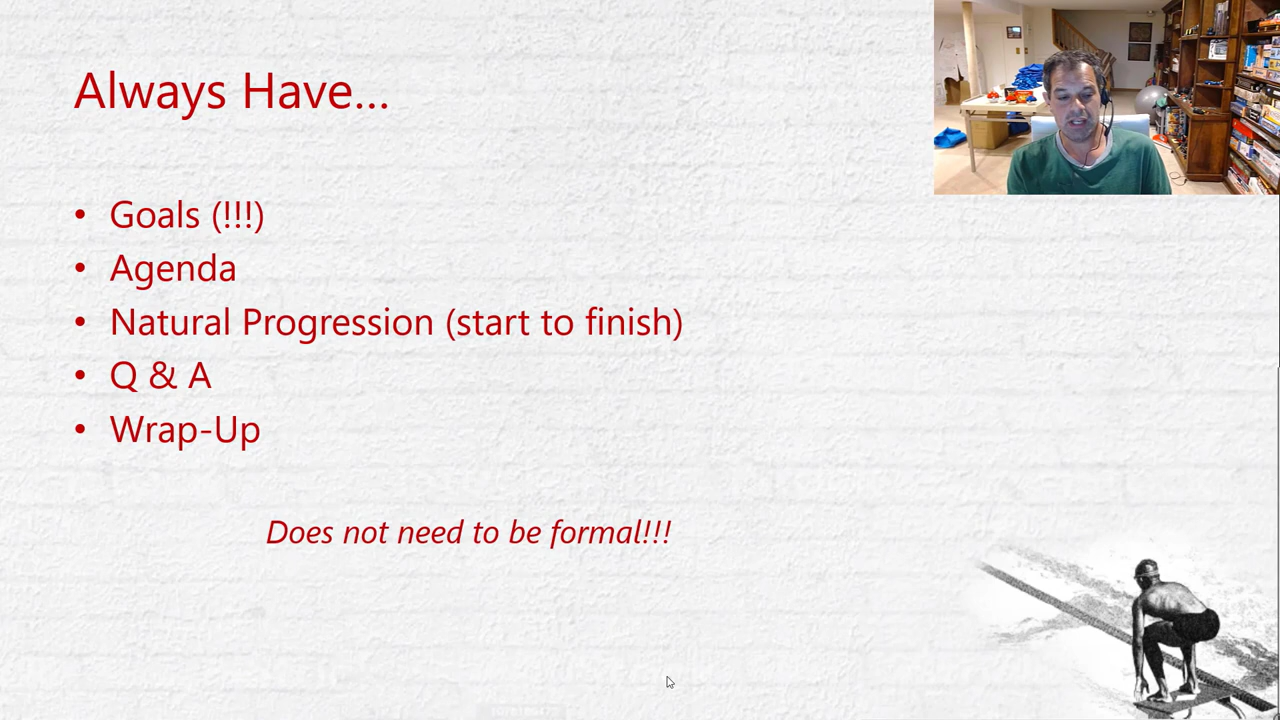 Always Have...
• Goals (!!!)
• Agenda
• Natural Progression (start to finish)
• Q & A
• Wrap-Up
Does not need to be formal!!!